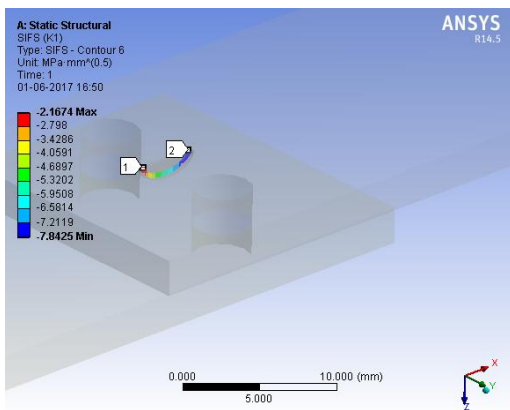 A: Static Structural
SIFS (K1)
Type: SIFS - Contour 6
Unit: MPa·mm^(0.5)
Time: 1
01-06-2017 16:50
ANSYS
R14.5
-2.1674 Max
-2.798
-3.4286
-4.0591
-4.6897
-5.3202
-5.9508
-6.5814
-7.2119
-7.8425 Min
1
2
0.000
10.000 (mm)
5.000
X
Y
Z